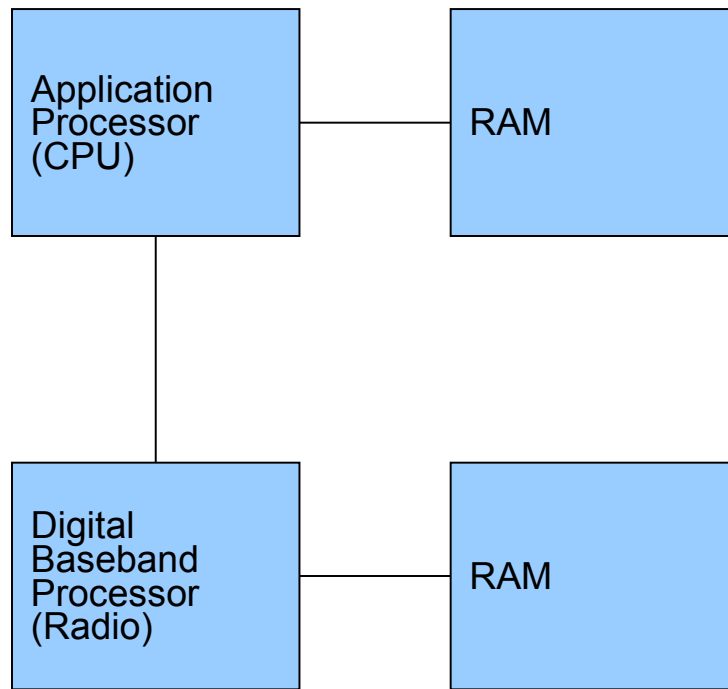 Application
Processor
(CPU)
RAM
Digital
Baseband
Processor
(Radio)
RAM